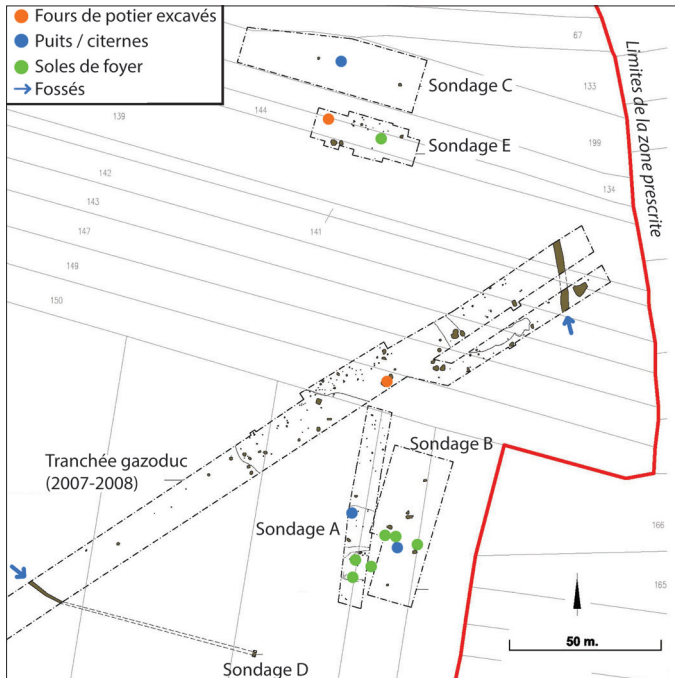 Fours de potier excavés
Puits / citernes
Soles de foyer
Fossés
67
Limites de la zone prescrite
Sondage C
133
139
144
Sondage E
199
142
134
143
141
147
149
150
Sondage B
Tranchée gazoduc
(2007-2008)
Sondage A
166
165
50 m.
Sondage D